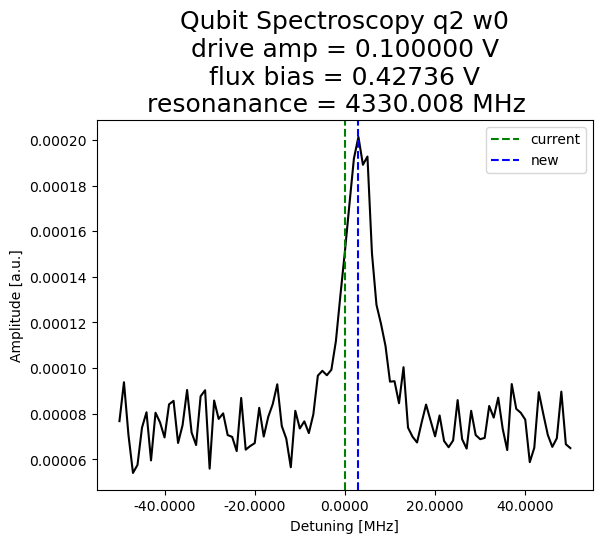 Qubit Spectroscopy q2 w0
drive amp = 0.100000 V
flux bias = 0.42736 V
resonanance = 4330.008 MHz
current
new
Amplitude [a.u.]
0.00020
0.00018
0.00016
0.00014
0.00012
0.00010
0.00008
0.00006
-40.0000 -20.0000 0.0000 20.0000 40.0000
Detuning [MHz]